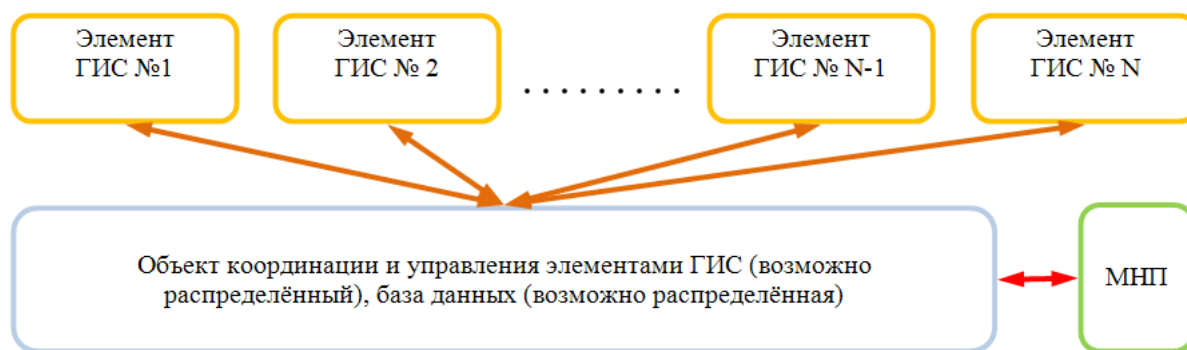 Элемент
ГИС №1
Элемент
ГИС № 2
. . . . . . . . .
Элемент
ГИС № N-1
Элемент
ГИС № N
Объект координации и управления элементами ГИС (возможно
распределённый), база данных (возможно распределённая)
МНП